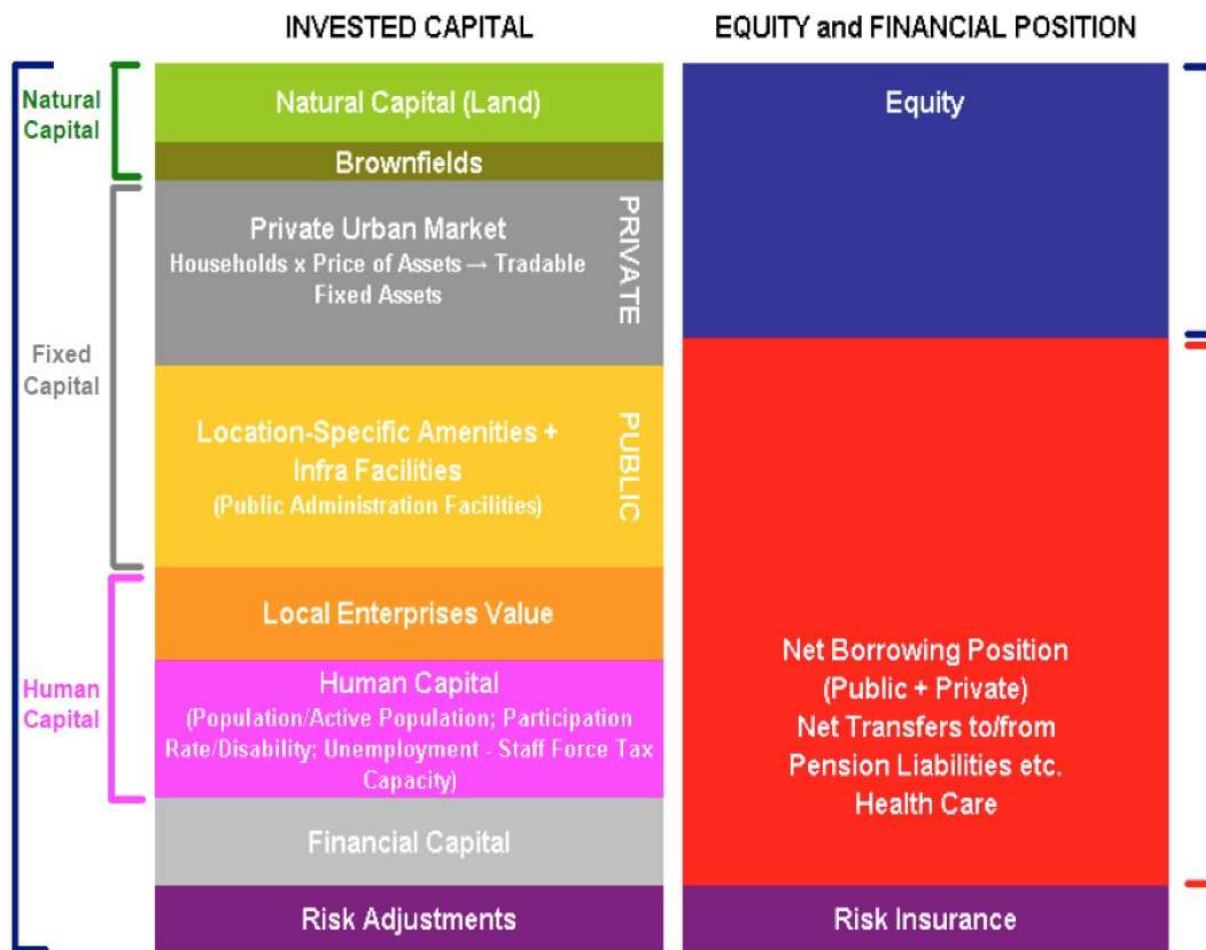 INVESTED CAPITAL
EQUITY and FINANCIAL POSITION
Natural
Capital
Natural Capital (Land)
Brownfields
Fixed
Capital
Private Urban Market
Households x Price of Assets → Tradable
Fixed Assets
PRIVATE
Location-Specific Amenities +
Infra Facilities
(Public Administration Facilities)
PUBLIC
Human
Capital
Local Enterprises Value
Human Capital
(Population/Active Population; Participation
Rate/Disability; Unemployment - Staff Force Tax
Capacity)
Financial Capital
Risk Adjustments
Equity
Net Borrowing Position
(Public + Private)
Net Transfers to/from
Pension Liabilities etc.
Health Care
Risk Insurance